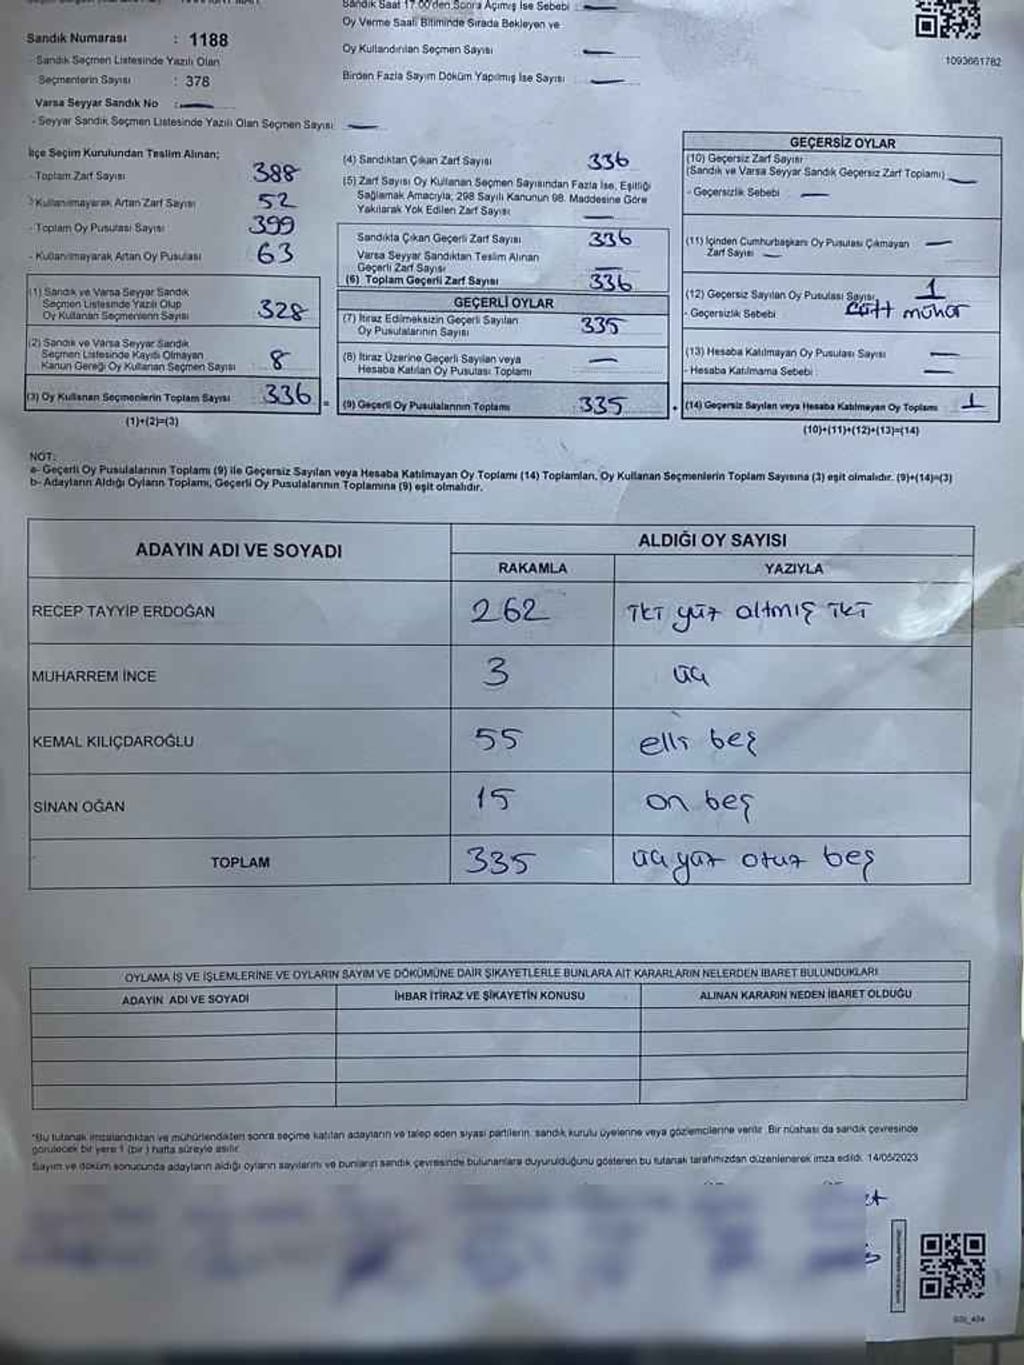 Sandık Saat 17:00'den Sonra Açımış İse Sebebi :
Oy Verme Saati Bitiminde Sırada Bekleyen ve
Oy Kullandırılan Seçmen Sayısı
Birden Fazla Sayım Döküm Yapılmış İse Sayısı
1093661782
Sandık Numarası : 1188
- Sandık Seçmen Listesinde Yazılı Olan
Seçmenlerin Sayısı : 378
Varsa Seyyar Sandık No :
- Seyyar Sandık Seçmen Listesinde Yazılı Olan Seçmen Sayısı
İlçe Seçim Kurulundan Teslim Alınan;
- Toplam Zarf Sayısı 388
- Kullanılmayarak Artan Zarf Sayısı 52
- Toplam Oy Pusulası Sayısı 399
- Kullanılmayarak Artan Oy Pusulası 63
(1) Sandık ve Varsa Seyyar Sandık
Seçmen Listesinde Yazılı Olup
Oy Kullanan Seçmenlerin Sayısı 328
(2) Sandık ve Varsa Seyyar Sandık
Seçmen Listesinde Kayıtlı Olmayan
Kanun Gereği Oy Kullanan Seçmen Sayısı 8
(3) Oy Kullanan Seçmenlerin Toplam Sayısı 336 =
(1)+(2)=(3)
(4) Sandıktan Çıkan Zarf Sayısı 336
(5) Zarf Sayısı Oy Kullanan Seçmen Sayısından Fazla İse, Eşitliği
Sağlamak Amacıyla, 298 Sayılı Kanunun 98. Maddesine Göre
Yakılarak Yok Edilen Zarf Sayısı
Sandıkta Çıkan Geçerli Zarf Sayısı 336
Varsa Seyyar Sandıktan Teslim Alınan
Geçerli Zarf Sayısı
(6) Toplam Geçerli Zarf Sayısı 336
GEÇERLİ OYLAR
(7) İtiraz Edilmeksizin Geçerli Sayılan
Oy Pusulalarının Sayısı 335
(8) İtiraz Üzerine Geçerli Sayılan veya
Hesaba Katılan Oy Pusulası Toplamı
(9) Geçerli Oy Pusulalarının Toplamı 335 +
GEÇERSİZ OYLAR
(10) Geçersiz Zarf Sayısı
(Sandık ve Varsa Seyyar Sandık Geçersiz Zarf Toplamı)
- Geçersizlik Sebebi
(11) İçinden Cumhurbaşkanı Oy Pusulası Çıkmayan
Zarf Sayısı
(12) Geçersiz Sayılan Oy Pusulası Sayısı 1
- Geçersizlik Sebebi Çift mühür
(13) Hesaba Katılmayan Oy Pusulası Sayısı
- Hesaba Katılmama Sebebi
(14) Geçersiz Sayılan veya Hesaba Katılmayan Oy Toplamı 1
(10)+(11)+(12)+(13)=(14)
NOT:
a- Geçerli Oy Pusulalarının Toplamı (9) ile Geçersiz Sayılan veya Hesaba Katılmayan Oy Toplamı (14) Toplamları, Oy Kullanan Seçmenlerin Toplam Sayısına (3) eşit olmalıdır. (9)+(14)=(3)
b- Adayların Aldığı Oyların Toplamı, Geçerli Oy Pusulalarının Toplamına (9) eşit olmalıdır.
ADAYIN ADI VE SOYADI ALDIĞI OY SAYISI
RAKAMLA YAZIYLA
RECEP TAYYİP ERDOĞAN 262 iki yüz altmış iki
MUHARREM İNCE 3 üç
KEMAL KILIÇDAROĞLU 55 elli beş
SİNAN OĞAN 15 on beş
TOPLAM 335 üç yüz otuz beş
OYLAMA İŞ VE İŞLEMLERİNE VE OYLARIN SAYIM VE DÖKÜMÜNE DAİR ŞİKAYETLERLE BUNLARA AİT KARARLARIN NELERDEN İBARET BULUNDUKLARI
ADAYIN ADI VE SOYADI İHBAR İTİRAZ VE ŞİKAYETİN KONUSU ALINAN KARARIN NEDEN İBARET OLDUĞU
*Bu tutanak imzalandıktan ve mühürlendikten sonra seçime katılan adayların ve talep eden siyasi partilerin, sandık kurulu üyelerine veya gözlemcilerine verilir. Bir nüshası da sandık çevresinde
görülecek bir yere 1 (bir) hafta süreyle asılır.
Sayım ve döküm sonucunda adayların aldığı oyların sayılarını ve bunların sandık çevresinde bulunanlara duyurulduğunu gösteren bu tutanak tarafımızdan düzenlenerek imza edildi. 14/05/2023